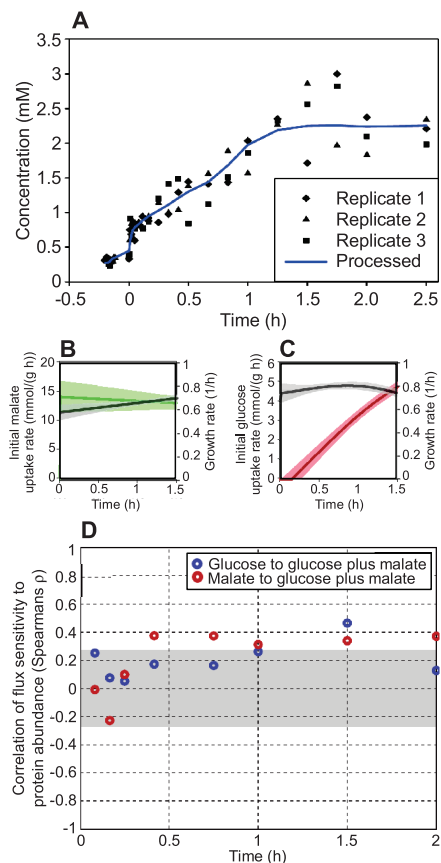 A
Concentration (mM)
3.5
3
2.5
2
1.5
1
0.5
0
-0.5
0
0.5
1
1.5
2.0
2.5
Time (h)
Replicate 1
Replicate 2
Replicate 3
Processed
B
Initial malate
uptake rate (mmol/(g h))
20
15
10
5
0
1
0.8
0.6
0.4
0.2
0
Growth rate (1/h)
0
0.5
1
1.5
Time (h)
C
Initial glucose
uptake rate (mmol/(g h))
6
5
4
3
2
1
0
1
0.8
0.6
0.4
0.2
0
Growth rate (1/h)
0
0.5
1
1.5
Time (h)
D
Correlation of flux sensitivity to
protein abundance (Spearmans ρ)
1
0.8
0.6
0.4
0.2
0
-0.2
-0.4
-0.6
-0.8
-1
Glucose to glucose plus malate
Malate to glucose plus malate
0
0.5
1
1.5
2
Time (h)